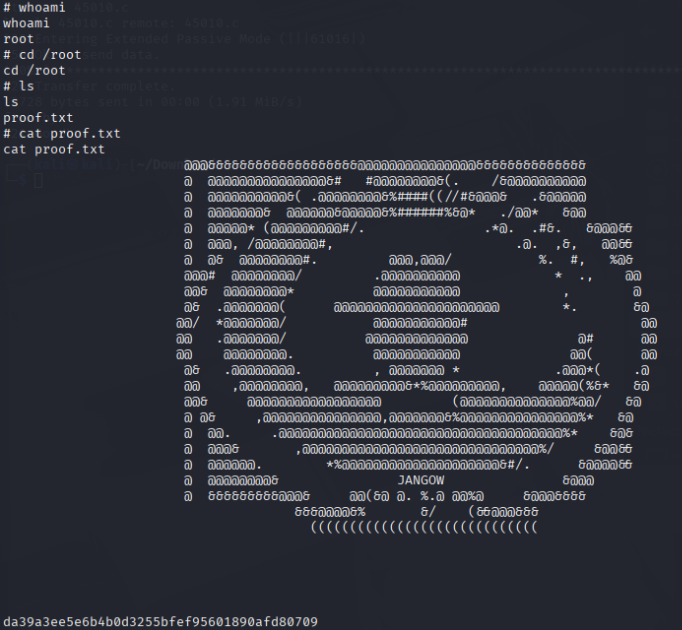 # whoami
whoami
root
# cd /root
cd /root
# ls
ls
proof.txt
# cat proof.txt
cat proof.txt
JANGOW
da39a3ee5e6b4b0d3255bfef95601890afd80709